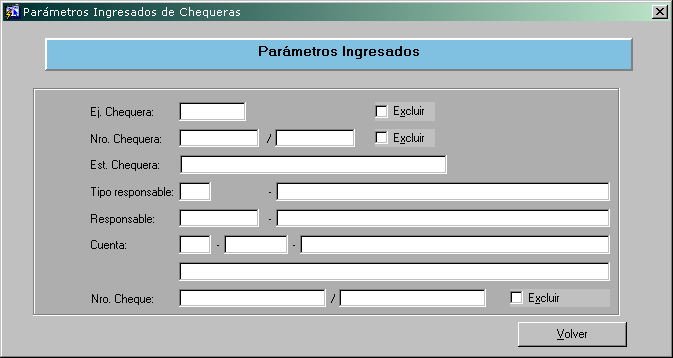 Parámetros Ingresados de Chequeras
Parámetros Ingresados
Ej. Chequera: Excluir
Nro. Chequera: / Excluir
Est. Chequera:
Tipo responsable: -
Responsable: -
Cuenta: - -
Nro. Cheque: / Excluir
Volver